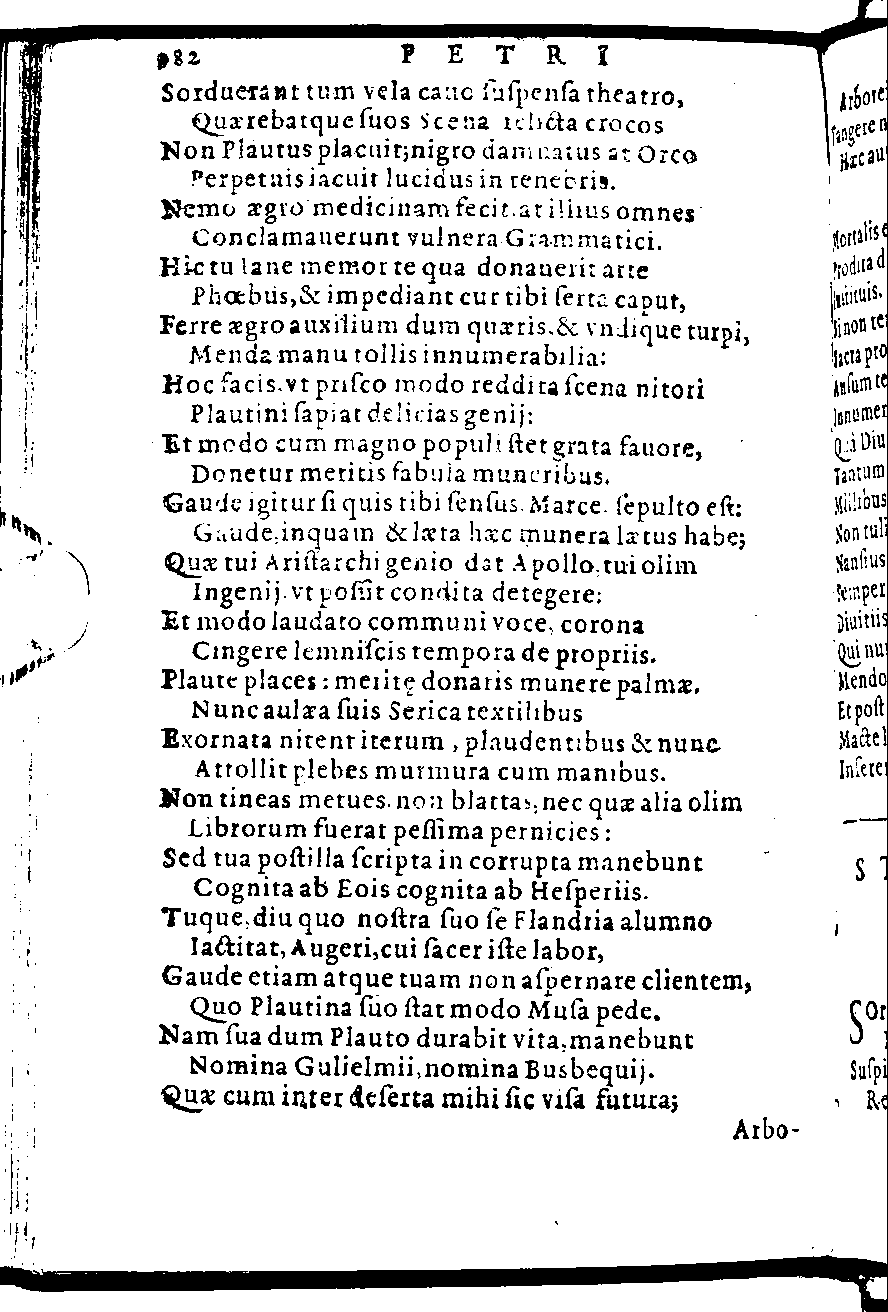 982 PETRI
Sorduerant tum vela cauo ſuſpenſa theatro,
Quærebatque ſuos Scena relicta crocos
Non Plautus placuit; nigro damnatus at Orco
Perpetuis iacuit lucidus in tenebris.
Nemo ægro medicinam fecit. at illius omnes
Conclamauerunt vulnera Grammatici.
Hic tu Iane memor te qua donauerit arte
Phœbus, & impediant cur tibi ſerta caput,
Ferre ægro auxilium dum quæris. & vndique turpi,
Menda manu tollis innumerabilia:
Hoc facis. vt priſco modo reddita ſcena nitori
Plautini ſapiat delicias genij:
Et modo cum magno populi ſtet grata fauore,
Donetur meritis fabula muneribus.
Gaude igitur ſi quis tibi ſenſus. Marce. ſepulto eſt:
Gaude, inquam & læta hæc munera lætus habe;
Quæ tui Ariſtarchi genio dat Apollo, tui olim
Ingenij. vt poſſit condita detegere:
Et modo laudato communi voce, corona
Cingere lemniſcis tempora de propriis.
Plaute places: meritę donaris munere palmæ.
Nunc aulæa ſuis Serica textilibus
Exornata nitent iterum, plaudentibus & nunc
Attollit plebes murmura cum manibus.
Non tineas metues. non blattas, nec quæ alia olim
Librorum fuerat peſſima pernicies:
Sed tua poſt illa ſcripta in corrupta manebunt
Cognita ab Eois cognita ab Heſperiis.
Tuque, diu quo noſtra ſuo ſe Flandria alumno
Iactitat, Augeri, cui ſacer iſte labor,
Gaude etiam atque tuam non aſpernare clientem,
Quo Plautina ſuo ſtat modo Muſa pede.
Nam ſua dum Plauto durabit vita, manebunt
Nomina Gulielmii, nomina Busbequij.
Quæ cum inter deſerta mihi ſic viſa futura;
Arbo-